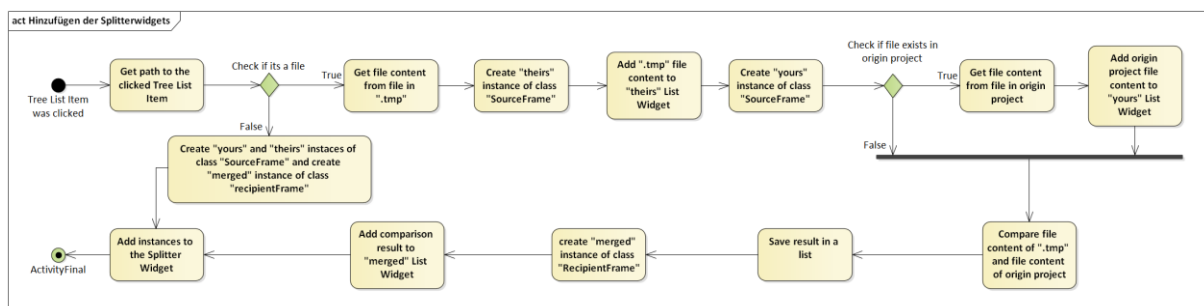 act Hinzufügen der Splitterwidgets
Tree List Item
was clicked
Get path to the
clicked Tree List
Item
Check if its a file
True
False
Get file content
from file in
".tmp"
Create "theirs"
instance of class
"SourceFrame"
Add ".tmp" file
content to
"theirs" List
Widget
Create "yours"
instance of class
"SourceFrame"
Check if file exists in
origin project
True
False
Get file content
from file in origin
project
Add origin
project file
content to
"yours" List
Widget
Create "yours" and "theirs" instaces of
class "SourceFrame" and create
"merged" instance of class
"recipientFrame"
Compare file
content of ".tmp"
and file content
of origin project
Save result in a
list
create "merged"
instance of class
"RecipientFrame"
Add comparison
result to
"merged" List
Widget
Add instances to
the Splitter
Widget
ActivityFinal